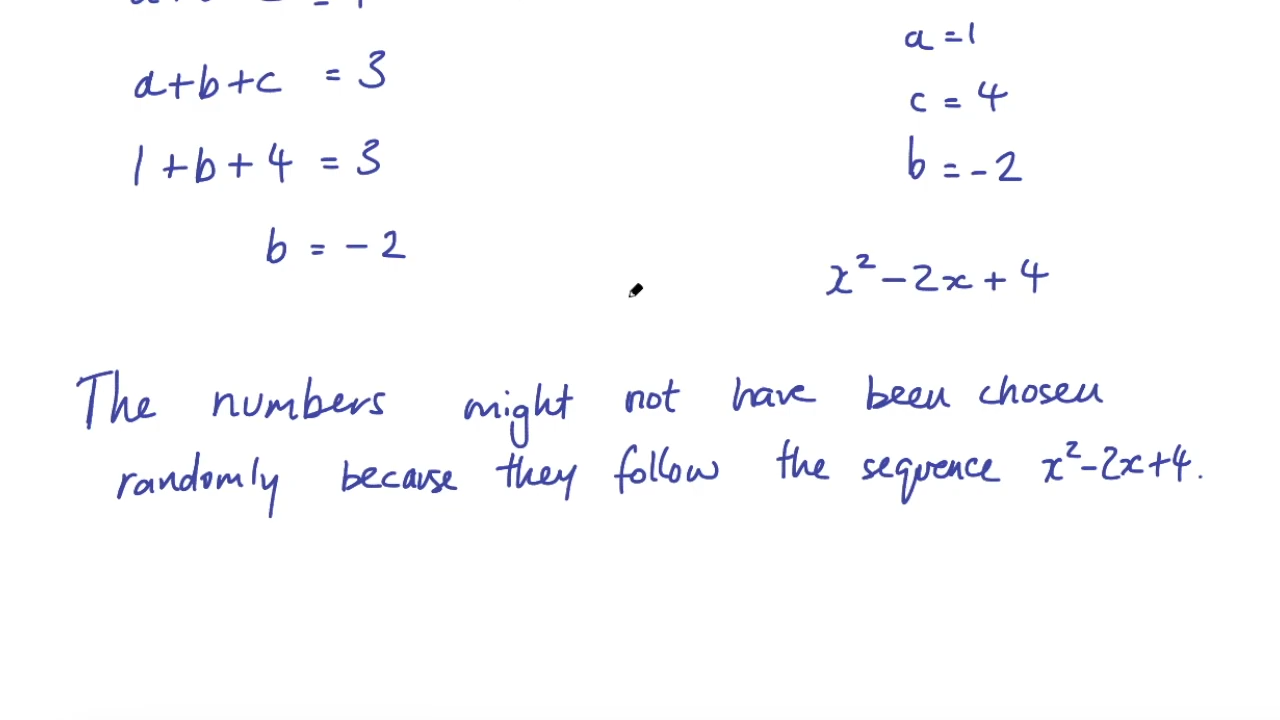 a+b+c = 3
1+b+4 = 3
b = -2
a=1
c = 4
b = -2
x² - 2x + 4
The numbers might not have been chosen
randomly because they follow the sequence x²-2x+4.